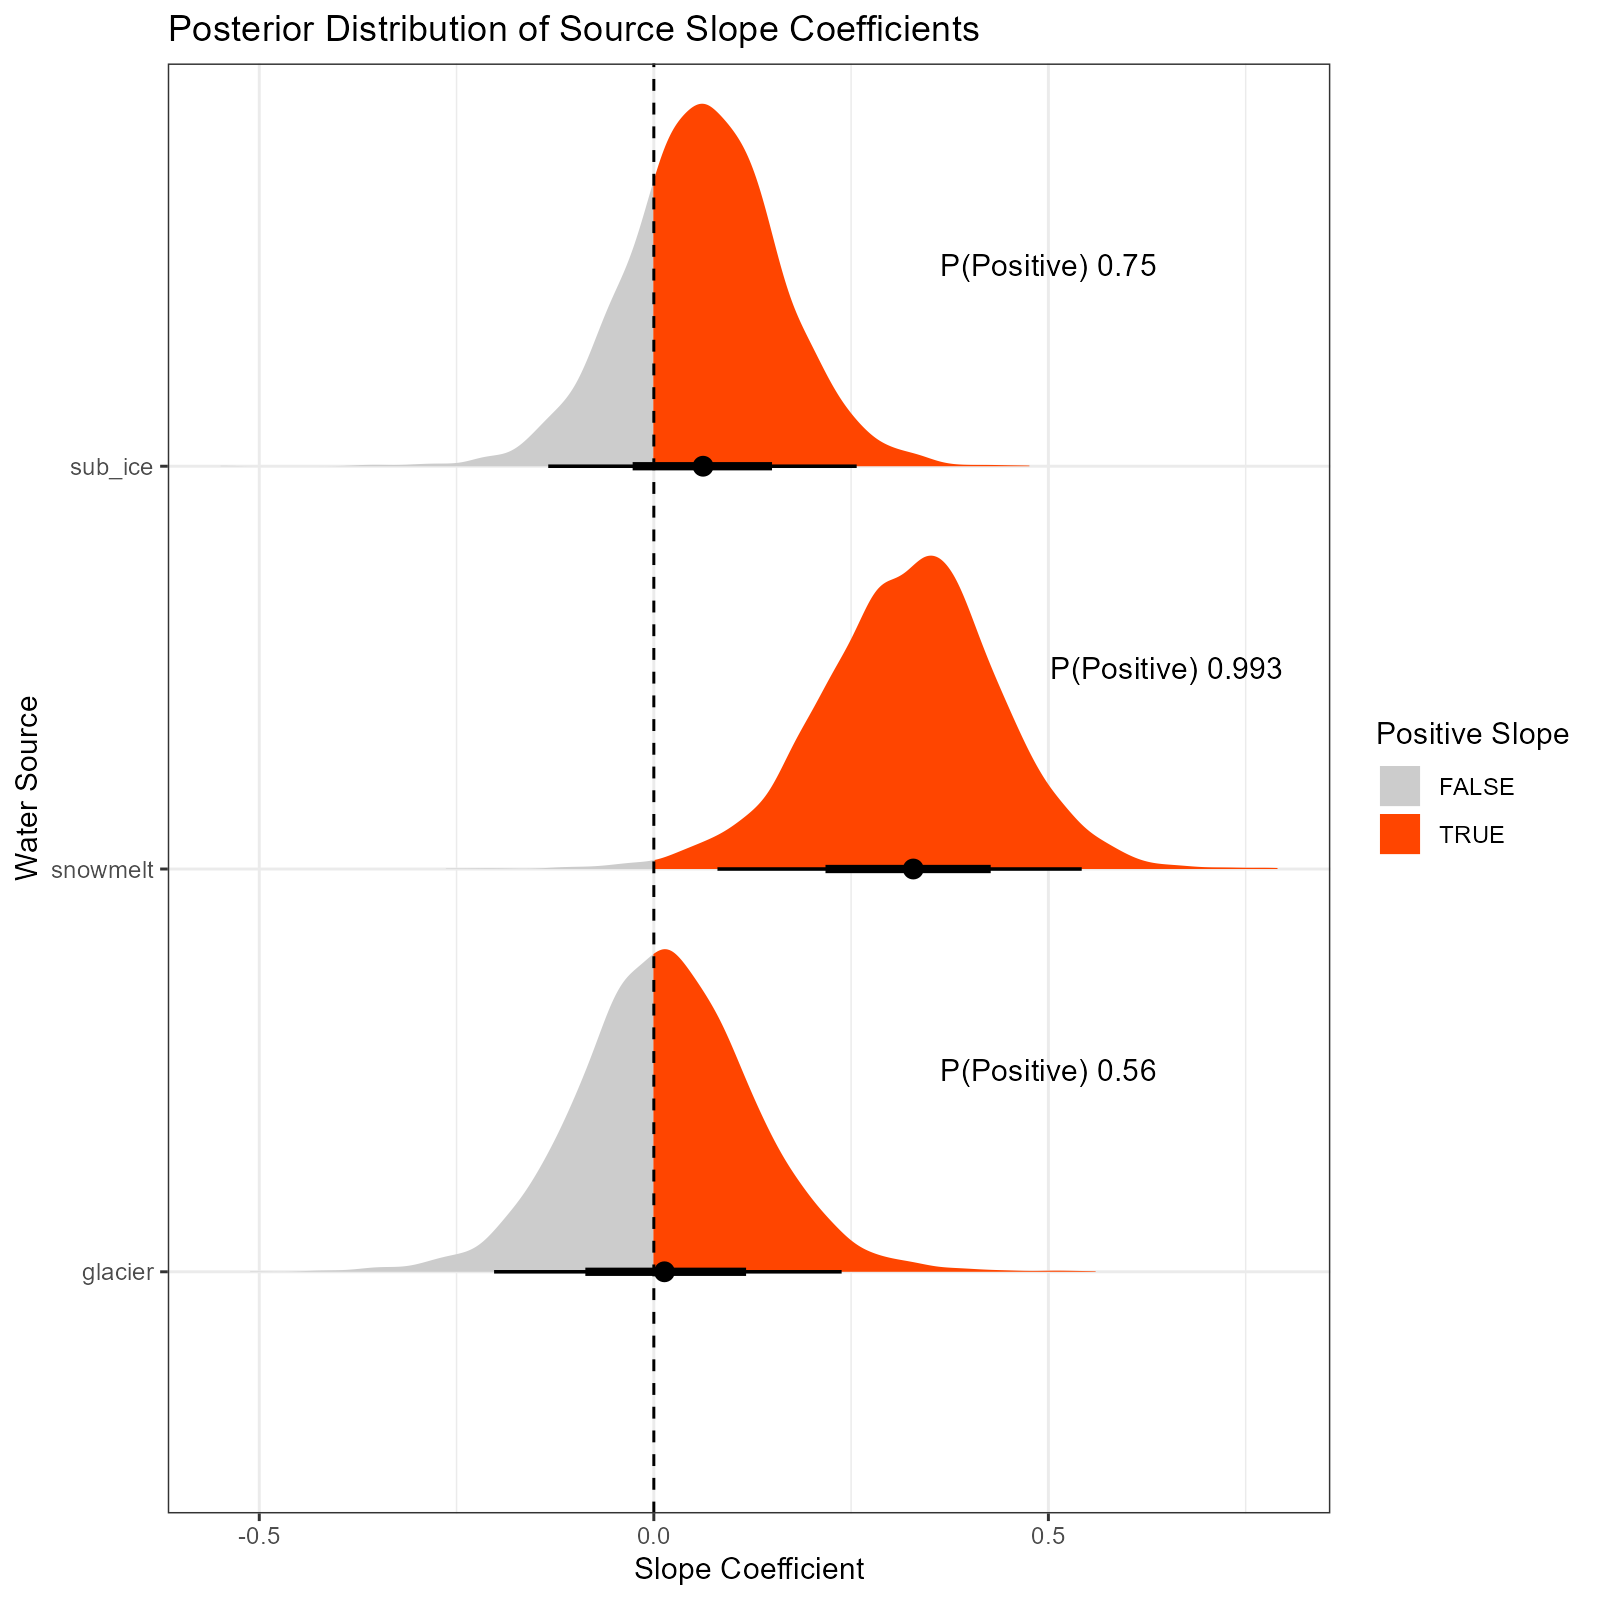 Posterior Distribution of Source Slope Coefficients
P(Positive) 0.75
sub_ice
P(Positive) 0.993
snowmelt
P(Positive) 0.56
glacier
Water Source
-0.5
0.0
0.5
Slope Coefficient
Positive Slope
FALSE
TRUE